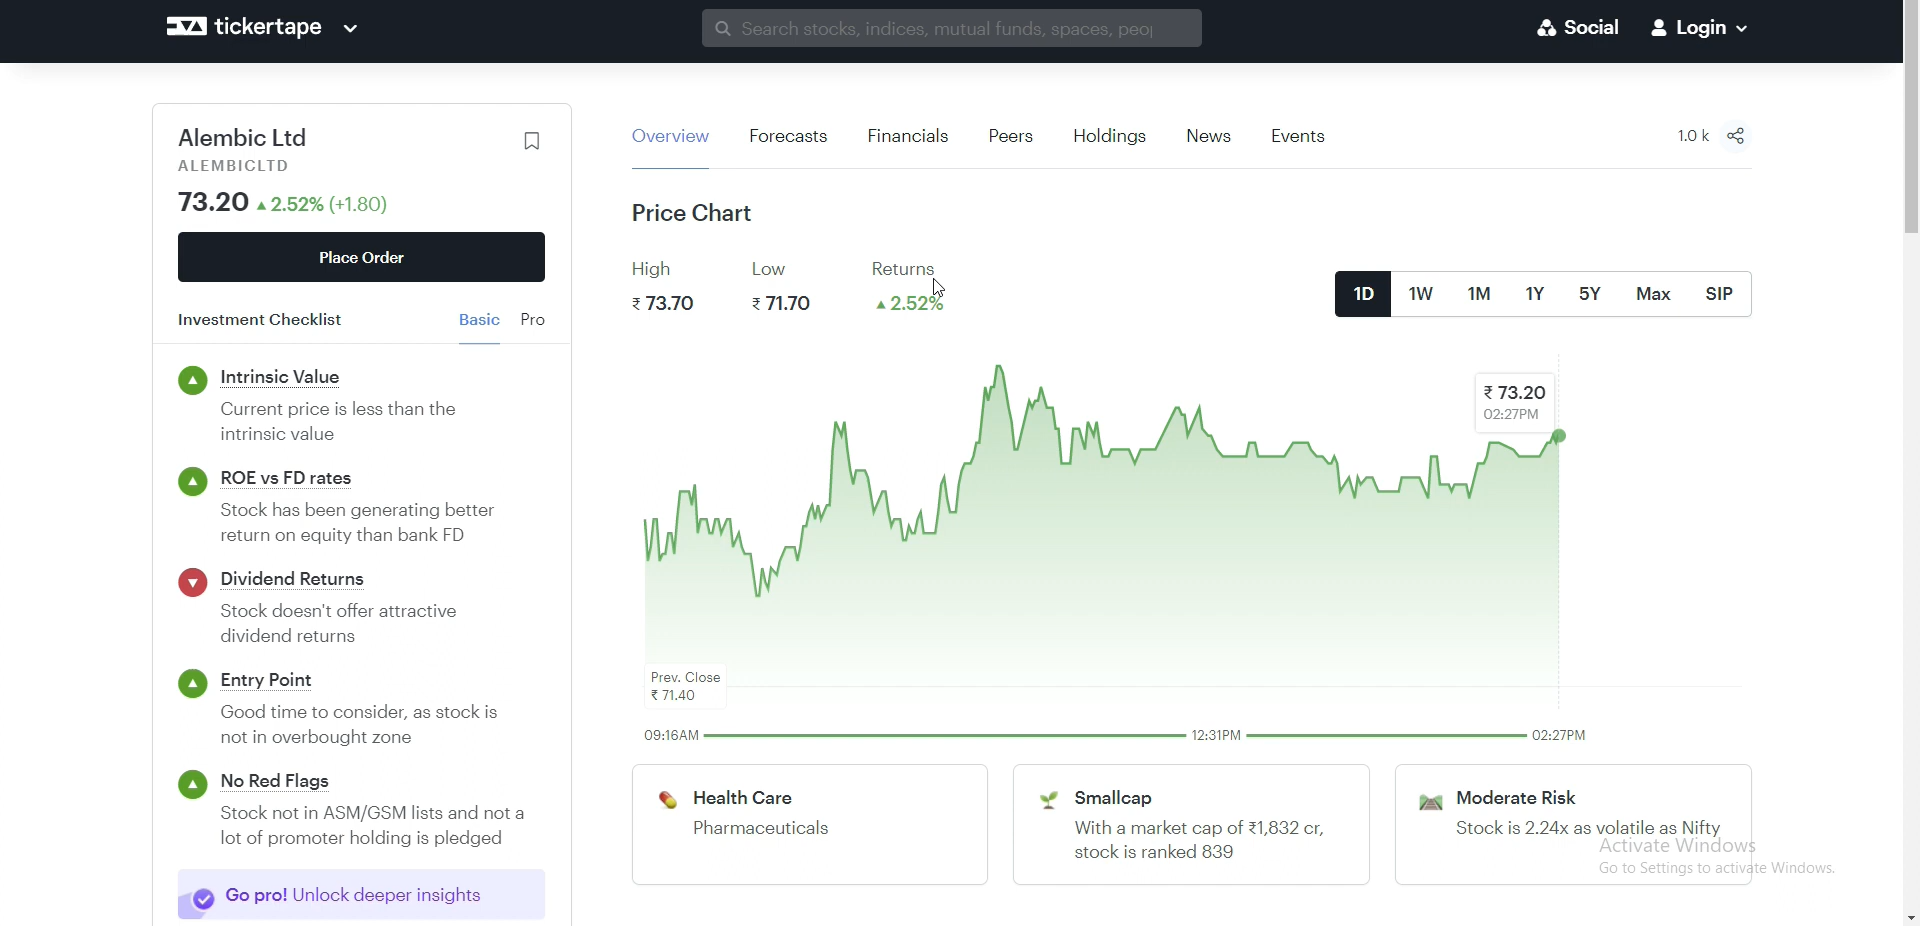 tickertape
Search stocks, indices, mutual funds, spaces, peop
Social
Login
Alembic Ltd
ALEMBICLTD
73.20 ▲ 2.52% (+1.80)
Place Order
Investment Checklist
Basic
Pro
Intrinsic Value
Current price is less than the
intrinsic value
ROE vs FD rates
Stock has been generating better
return on equity than bank FD
Dividend Returns
Stock doesn't offer attractive
dividend returns
Entry Point
Good time to consider, as stock is
not in overbought zone
No Red Flags
Stock not in ASM/GSM lists and not a
lot of promoter holding is pledged
Go pro! Unlock deeper insights
Overview
Forecasts
Financials
Peers
Holdings
News
Events
1.0 k
Price Chart
High
₹ 73.70
Low
₹ 71.70
Returns
▲ 2.52%
1D
1W
1M
1Y
5Y
Max
SIP
₹ 73.20
02:27PM
Prev. Close
₹ 71.40
09:16AM
12:31PM
02:27PM
Health Care
Pharmaceuticals
Smallcap
With a market cap of ₹1,832 cr,
stock is ranked 839
Moderate Risk
Stock is 2.24x as volatile as Nifty
Activate Windows
Go to Settings to activate Windows.